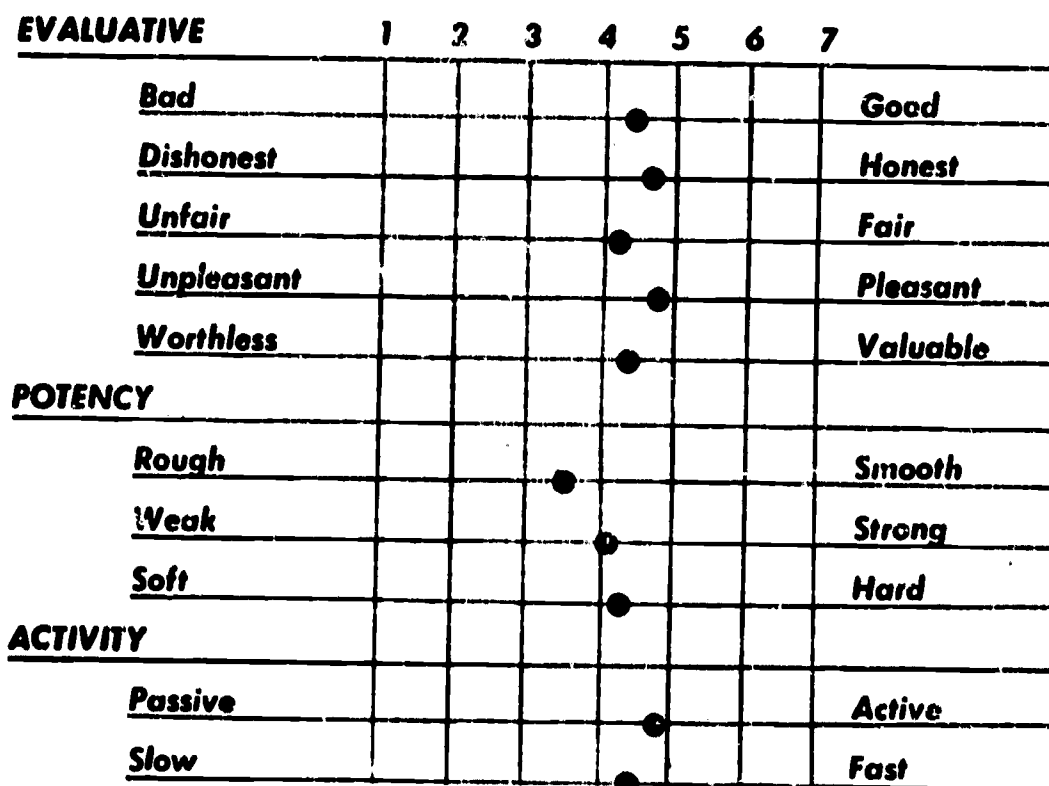 EVALUATIVE 1 2 3 4 5 6 7
Bad Good
Dishonest Honest
Unfair Fair
Unpleasant Pleasant
Worthless Valuable
POTENCY
Rough Smooth
Weak Strong
Soft Hard
ACTIVITY
Passive Active
Slow Fast